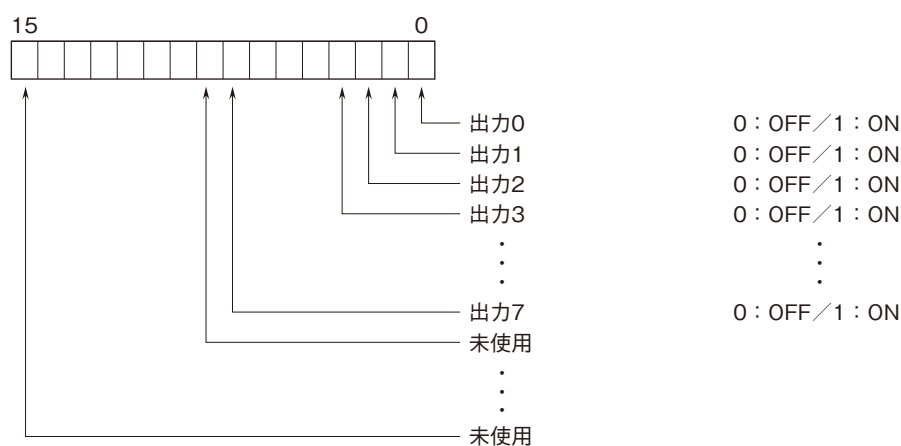 15 0
出力0 0：OFF／1：ON
出力1 0：OFF／1：ON
出力2 0：OFF／1：ON
出力3 0：OFF／1：ON
・ ・
・ ・
・ ・
出力7 0：OFF／1：ON
未使用
・
・
・
未使用